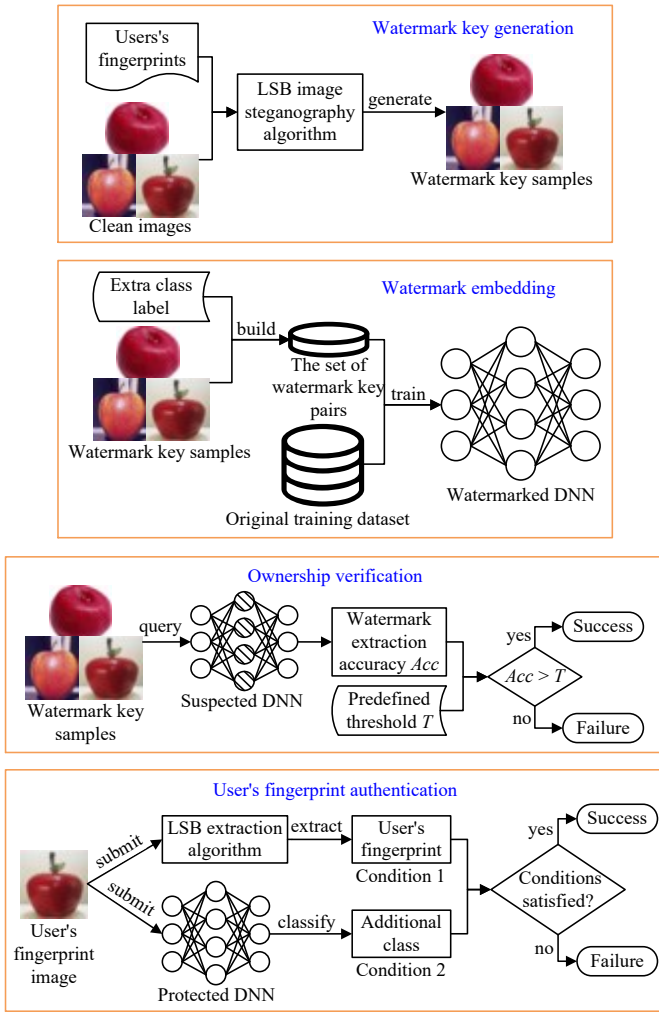 Watermark key generation
Users's
fingerprints
LSB image
steganography
algorithm
generate
Clean images
Watermark key samples
Watermark embedding
Extra class
label
build
The set of
watermark key
pairs
train
Watermark key samples
Original training dataset
Watermarked DNN
Ownership verification
query
Watermark key
samples
Suspected DNN
Watermark
extraction
accuracy Acc
Predefined
threshold T
Acc > T
yes
Success
no
Failure
User's fingerprint authentication
submit
LSB extraction
algorithm
extract
User's
fingerprint
Condition 1
submit
User's
fingerprint
image
Protected DNN
classify
Additional
class
Condition 2
Conditions
satisfied?
yes
Success
no
Failure